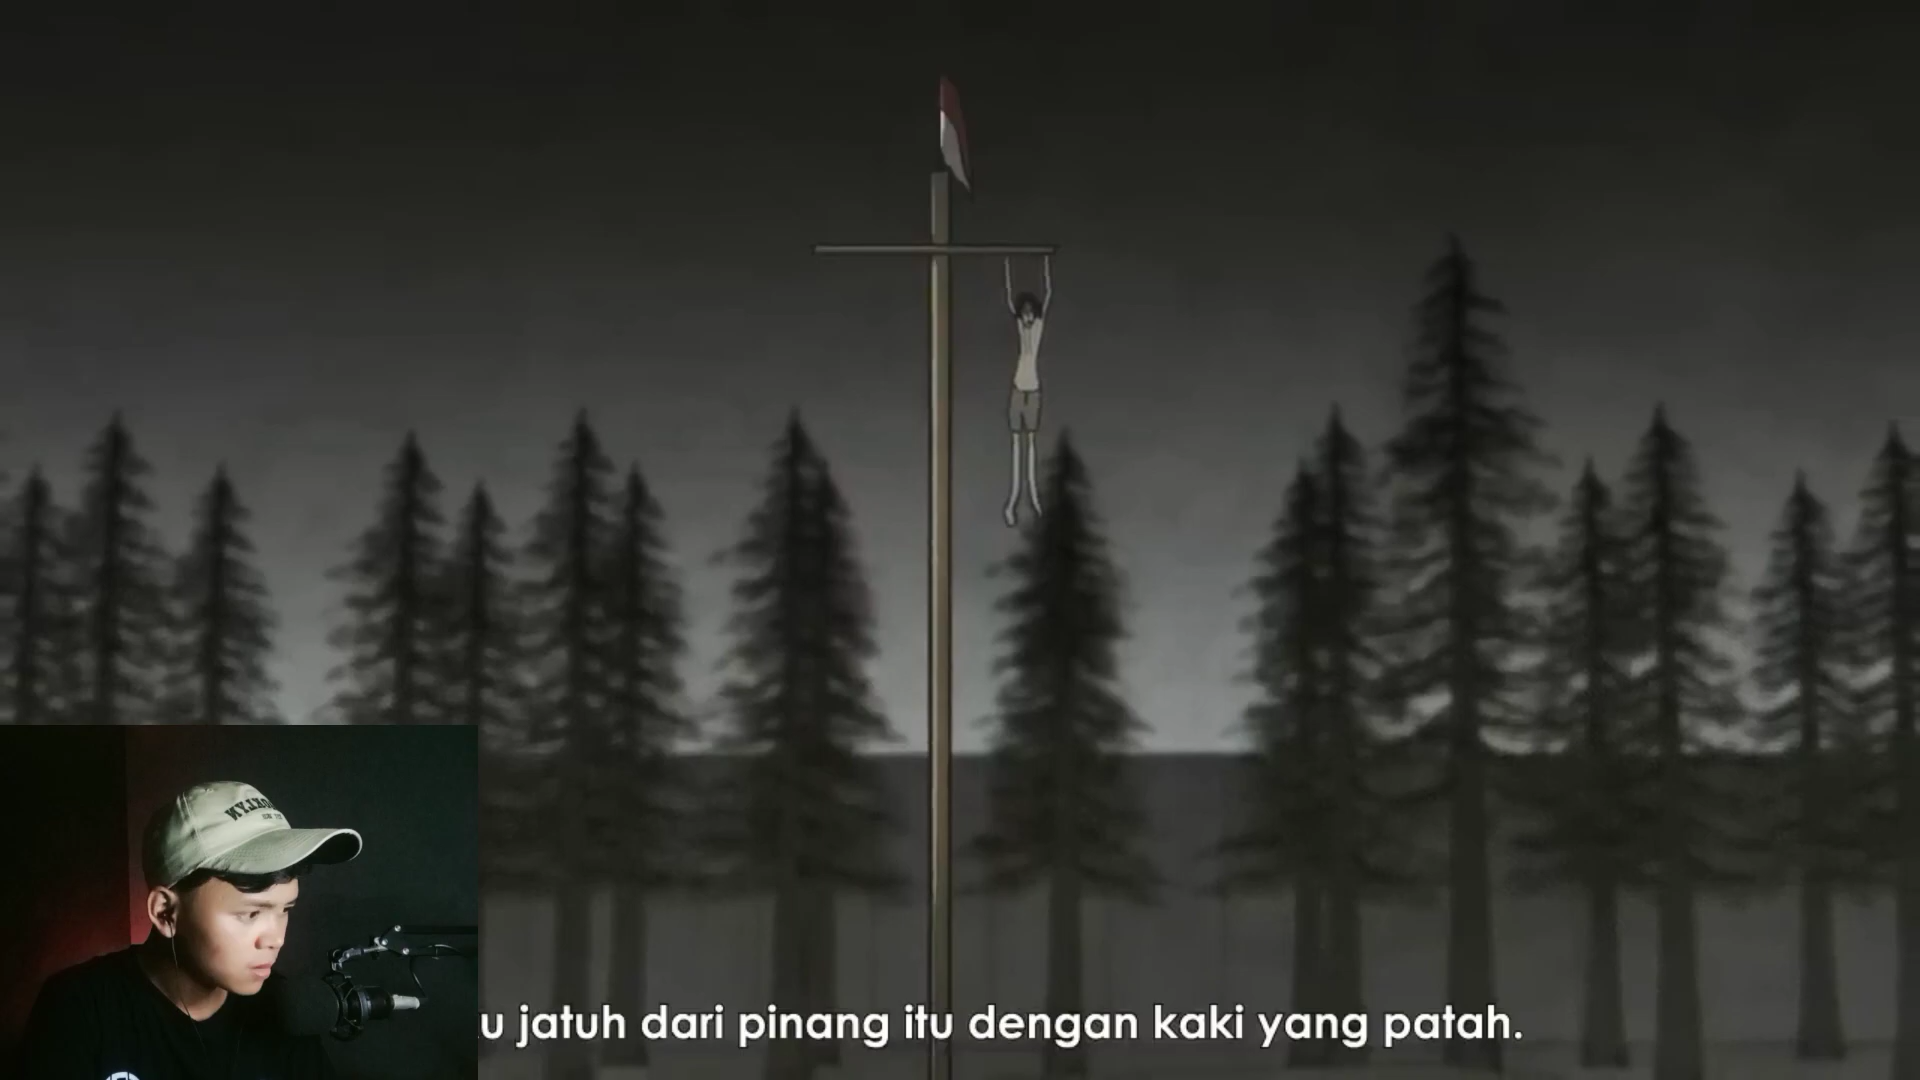 u jatuh dari pinang itu dengan kaki yang patah.